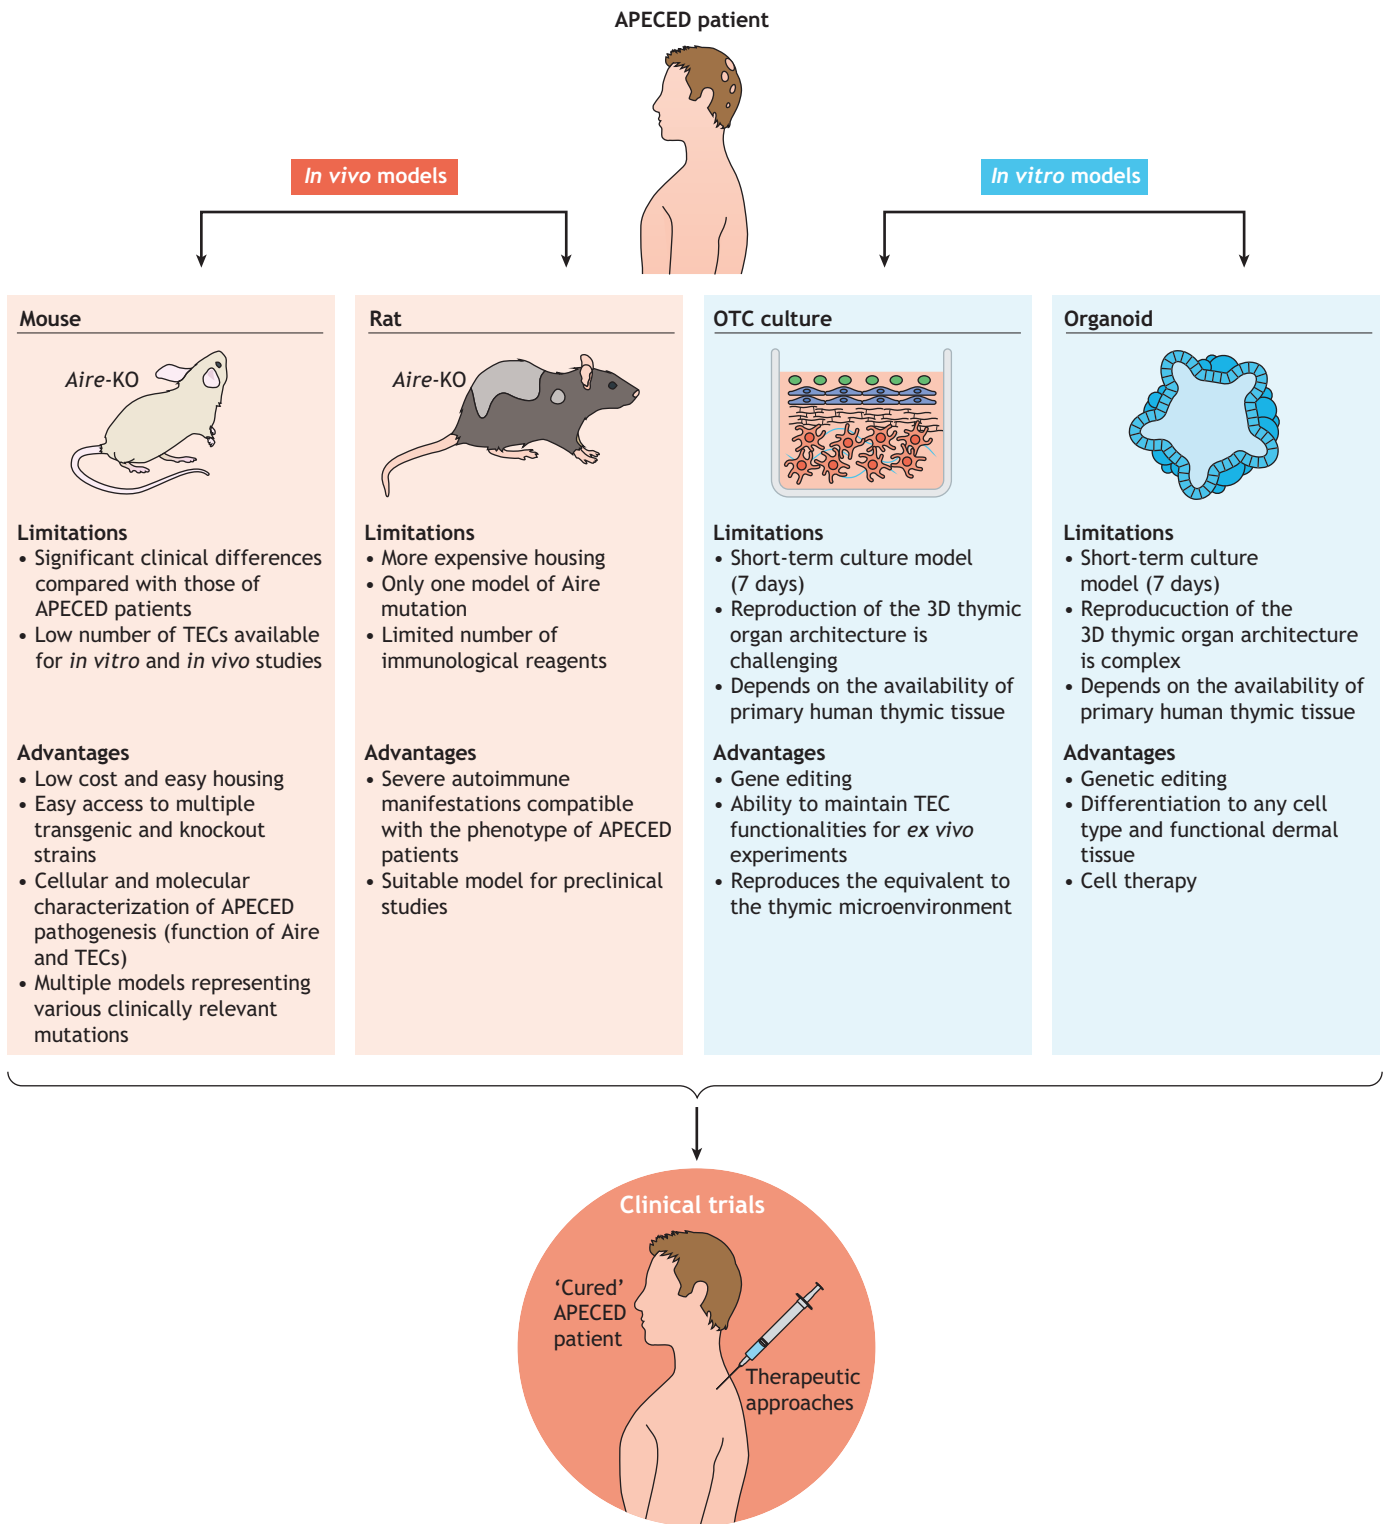 APECED patient
In vivo models
In vitro models
Mouse
Aire-KO
Limitations
• Significant clinical differences
compared with those of
APECED patients
• Low number of TECs available
for in vitro and in vivo studies
Advantages
• Low cost and easy housing
• Easy access to multiple
transgenic and knockout
strains
• Cellular and molecular
characterization of APECED
pathogenesis (function of Aire
and TECs)
• Multiple models representing
various clinically relevant
mutations
Rat
Aire-KO
Limitations
• More expensive housing
• Only one model of Aire
mutation
• Limited number of
immunological reagents
Advantages
• Severe autoimmune
manifestations compatible
with the phenotype of APECED
patients
• Suitable model for preclinical
studies
OTC culture
Limitations
• Short-term culture model
(7 days)
• Reproduction of the 3D thymic
organ architecture is
challenging
• Depends on the availability of
primary human thymic tissue
Advantages
• Gene editing
• Ability to maintain TEC
functionalities for ex vivo
experiments
• Reproduces the equivalent to
the thymic microenvironment
Organoid
Limitations
• Short-term culture
model (7 days)
• Reproducuction of the
3D thymic organ architecture
is complex
• Depends on the availability of
primary human thymic tissue
Advantages
• Genetic editing
• Differentiation to any cell
type and functional dermal
tissue
• Cell therapy
Clinical trials
‘Cured’
APECED
patient
Therapeutic
approaches